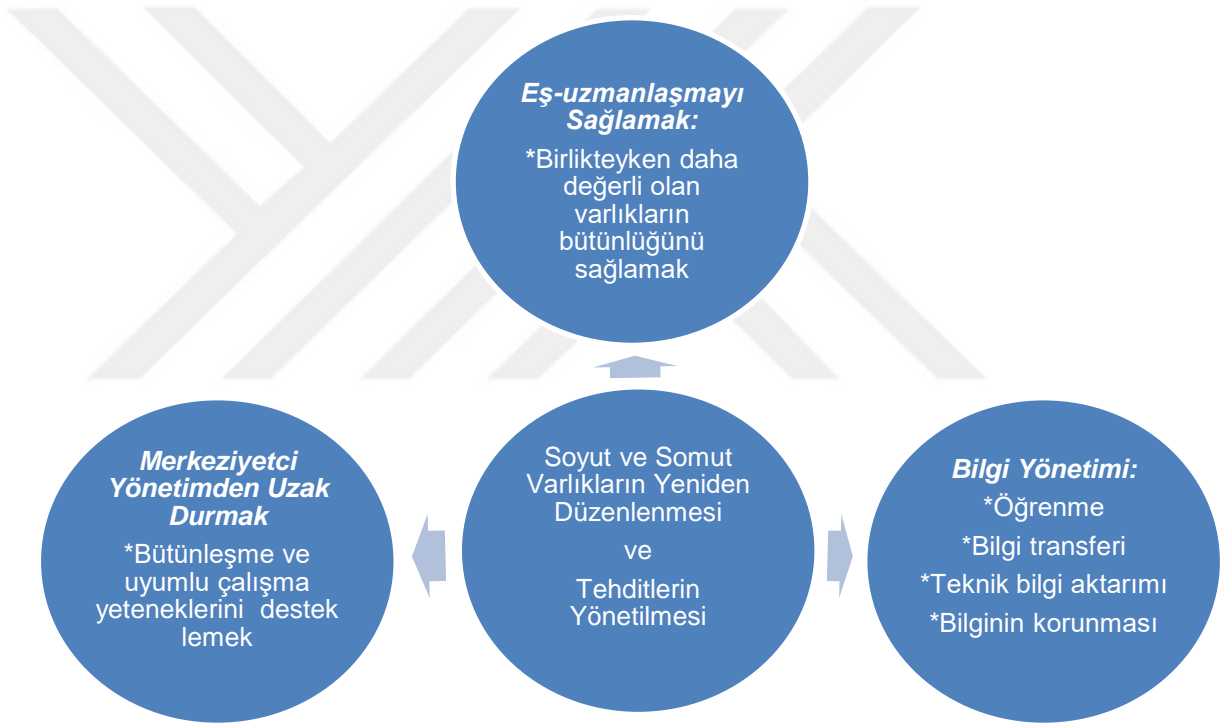 Eş-uzmanlaşmayı
Sağlamak:
*Birlikteyken daha
değerli olan
varlıkların
bütünlüğünü
sağlamak
Merkeziyetci
Yönetimden Uzak
Durmak
*Bütünleşme ve
uyumlu çalışma
yeteneklerini destek
lemek
Soyut ve Somut
Varlıkların Yeniden
Düzenlenmesi
ve
Tehditlerin
Yönetilmesi
Bilgi Yönetimi:
*Öğrenme
*Bilgi transferi
*Teknik bilgi aktarımı
*Bilginin korunması